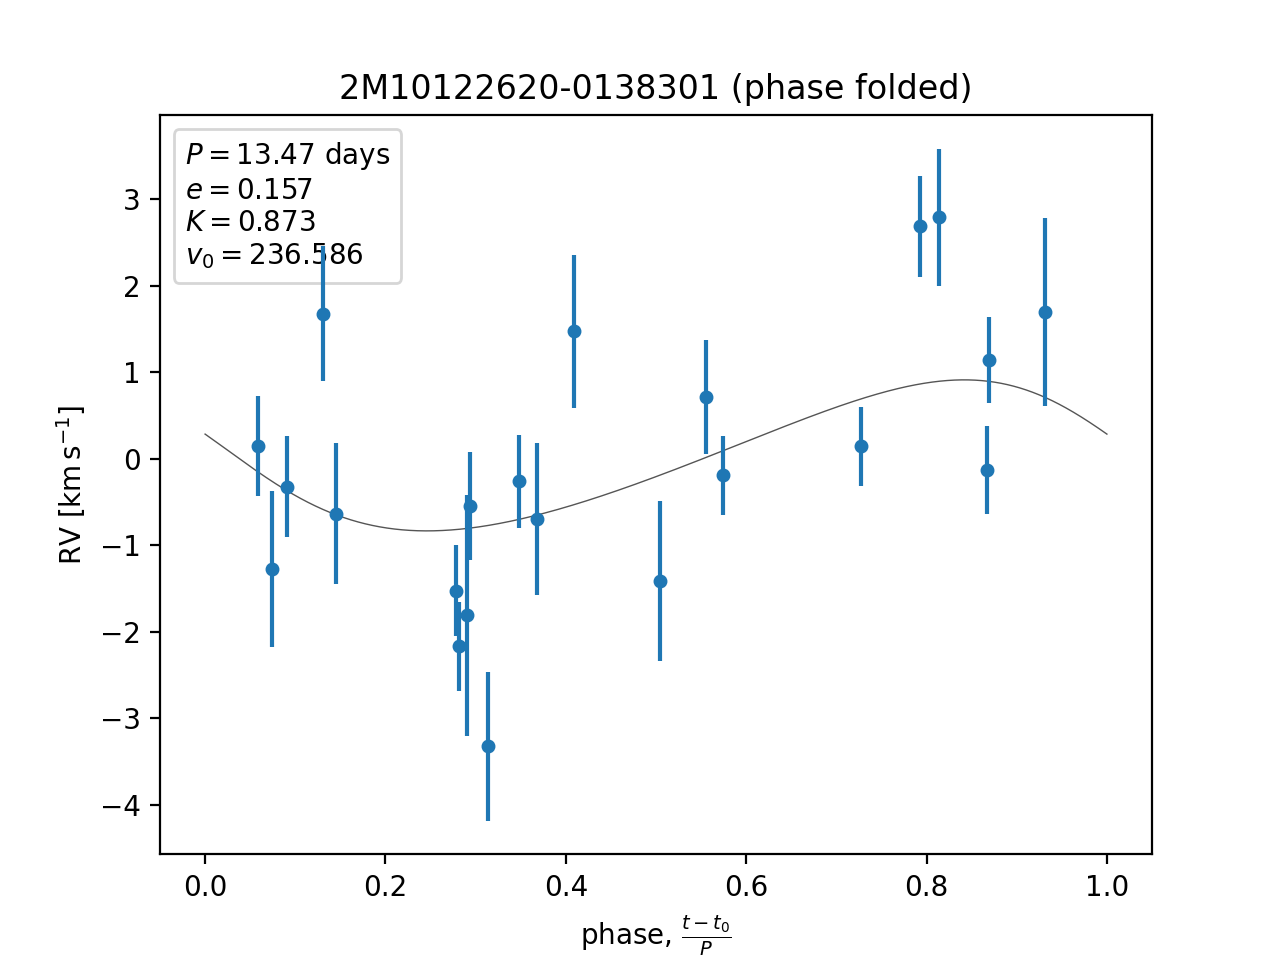 2M10122620-0138301 (phase folded)
P = 13.47 days
e = 0.157
K = 0.873
v₀ = 236.586
3
2
1
0
−1
−2
−3
−4
RV [km s⁻¹]
0.0 0.2 0.4 0.6 0.8 1.0
phase, (t − t₀)/P